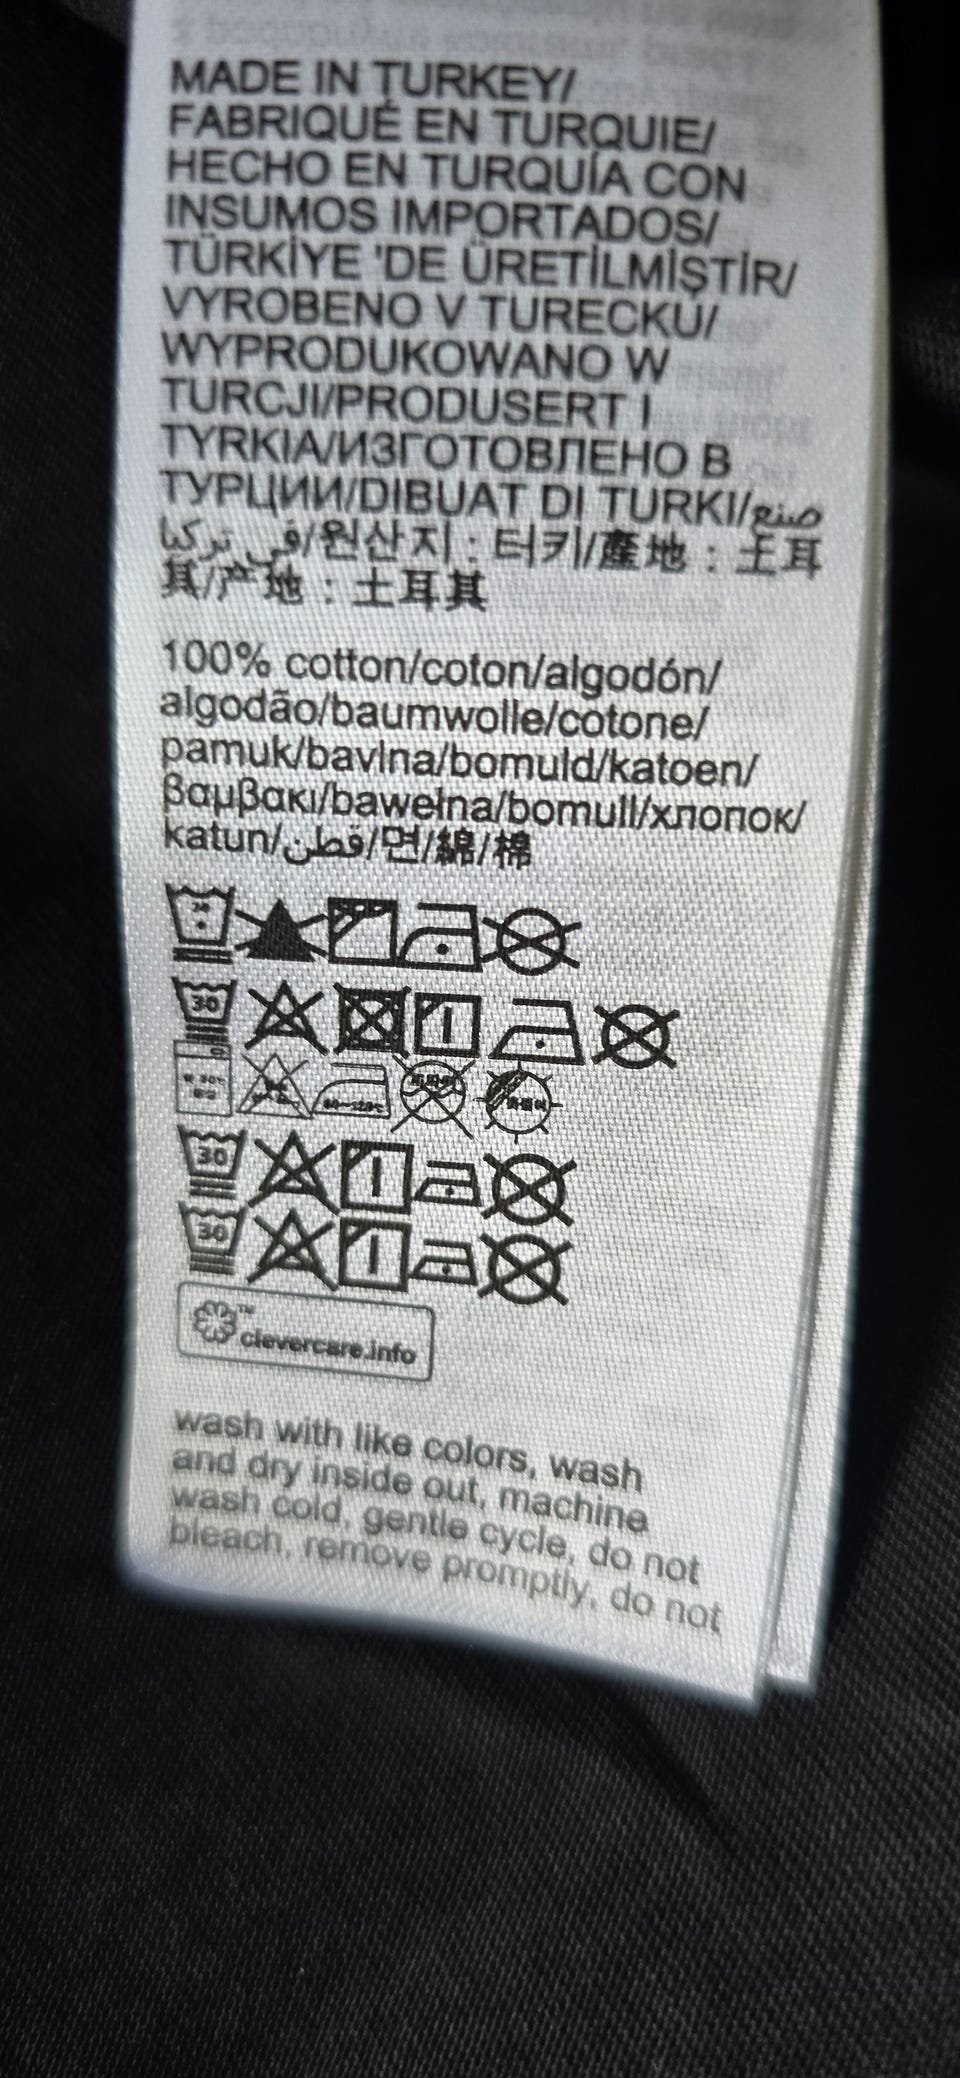 MADE IN TURKEY/
FABRIQUÉ EN TURQUIE/
HECHO EN TURQUÍA CON
INSUMOS IMPORTADOS/
TÜRKİYE 'DE ÜRETİLMİŞTİR/
VYROBENO V TURECKU/
WYPRODUKOWANO W
TURCJI/PRODUSERT I
TYRKIA/ИЗГОТОВЛЕНО В
ТУРЦИИ/DIBUAT DI TURKI/صنع
في تركيا/원산지 : 터키/產地 : 土耳
其/产地 : 土耳其
100% cotton/coton/algodón/
algodão/baumwolle/cotone/
pamuk/bavlna/bomuld/katoen/
βαμβακι/bawełna/bomull/хлопок/
katun/قطن/면/綿/棉
30
30
30
clevercare.info
wash with like colors, wash
and dry inside out, machine
wash cold, gentle cycle, do not
bleach, remove promptly, do not